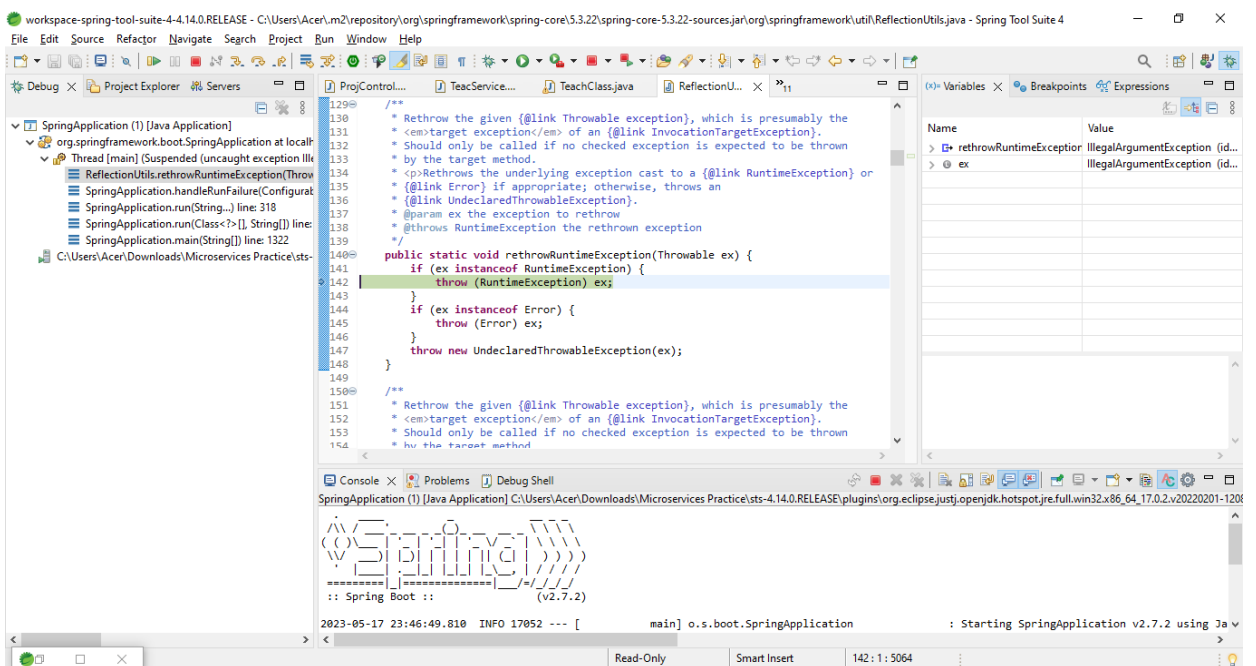 workspace-spring-tool-suite-4-4.14.0.RELEASE - C:\Users\Acer\.m2\repository\org\springframework\spring-core\5.3.22\spring-core-5.3.22-sources.jar\org\springframework\util\ReflectionUtils.java - Spring Tool Suite 4
File Edit Source Refactor Navigate Search Project Run Window Help
Debug Project Explorer Servers
SpringApplication (1) [Java Application]
org.springframework.boot.SpringApplication at localh
Thread [main] (Suspended (uncaught exception Ille
ReflectionUtils.rethrowRuntimeException(Throw
SpringApplication.handleRunFailure(Configurab
SpringApplication.run(String...) line: 318
SpringApplication.run(Class<?>[], String[]) line:
SpringApplication.main(String[]) line: 1322
C:\Users\Acer\Downloads\Microservices Practice\sts-
ProjControl.... TeacService.... TeachClass.java ReflectionU... »11
129 /**
130 * Rethrow the given {@link Throwable exception}, which is presumably the
131 * <em>target exception</em> of an {@link InvocationTargetException}.
132 * Should only be called if no checked exception is expected to be thrown
133 * by the target method.
134 * <p>Rethrows the underlying exception cast to a {@link RuntimeException} or
135 * {@link Error} if appropriate; otherwise, throws an
136 * {@link UndeclaredThrowableException}.
137 * @param ex the exception to rethrow
138 * @throws RuntimeException the rethrown exception
139 */
140 public static void rethrowRuntimeException(Throwable ex) {
141 if (ex instanceof RuntimeException) {
142 throw (RuntimeException) ex;
143 }
144 if (ex instanceof Error) {
145 throw (Error) ex;
146 }
147 throw new UndeclaredThrowableException(ex);
148 }
149
150 /**
151 * Rethrow the given {@link Throwable exception}, which is presumably the
152 * <em>target exception</em> of an {@link InvocationTargetException}.
153 * Should only be called if no checked exception is expected to be thrown
154 * by the target method
(x)= Variables Breakpoints Expressions
Name Value
rethrowRuntimeException IllegalArgumentException (id...
ex IllegalArgumentException (id...
Console Problems Debug Shell
SpringApplication (1) [Java Application] C:\Users\Acer\Downloads\Microservices Practice\sts-4.14.0.RELEASE\plugins\org.eclipse.justj.openjdk.hotspot.jre.full.win32.x86_64_17.0.2.v20220201-1208
Spring
:: Spring Boot :: (v2.7.2)
2023-05-17 23:46:49.810 INFO 17052 --- [ main] o.s.boot.SpringApplication : Starting SpringApplication v2.7.2 using Ja
Read-Only Smart Insert 142 : 1 : 5064